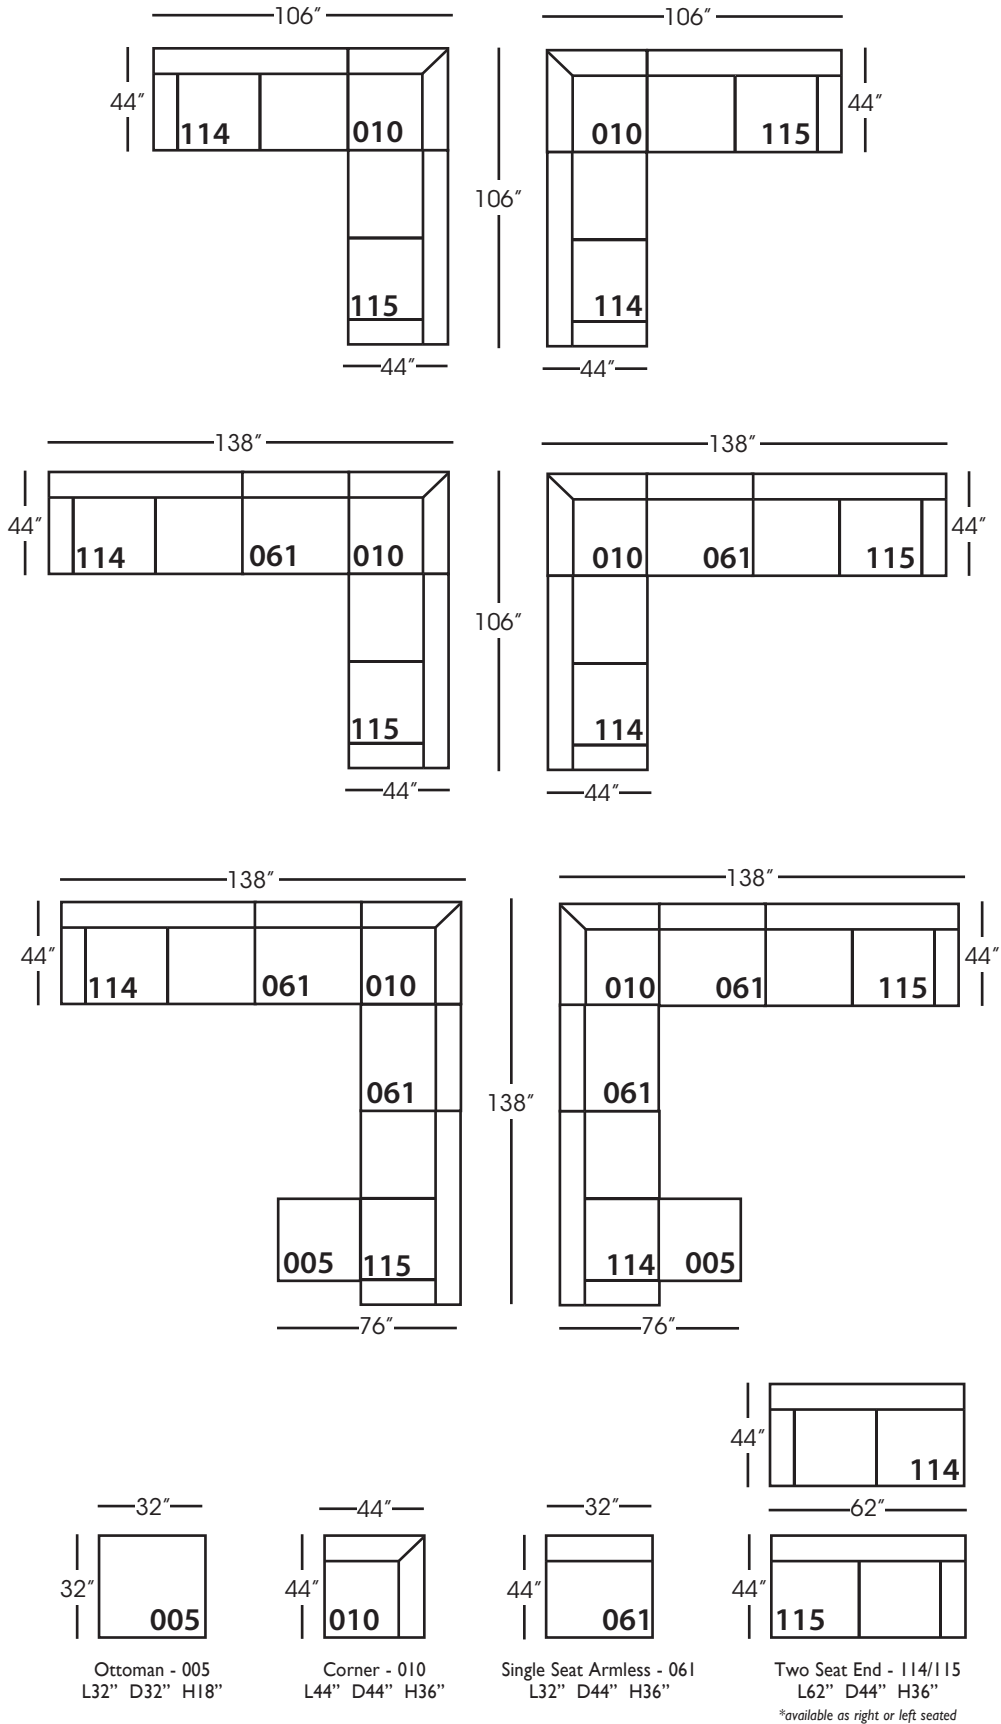 106” 106”
44” 114 010 010 115 44”
106”
115 114
44” 44”
138” 138”
44” 114 061 010 010 061 115 44”
106”
115 114
44” 44”
138” 138”
44” 114 061 010 010 061 115 44”
061 138” 061
005 115 114 005
76” 76”
44” 114
32” 44” 32” 62”
32” 005 44” 010 44” 061 44” 115
Ottoman - 005
L32” D32” H18”
Corner - 010
L44” D44” H36”
Single Seat Armless - 061
L32” D44” H36”
Two Seat End - 114/115
L62” D44” H36”
*available as right or left seated